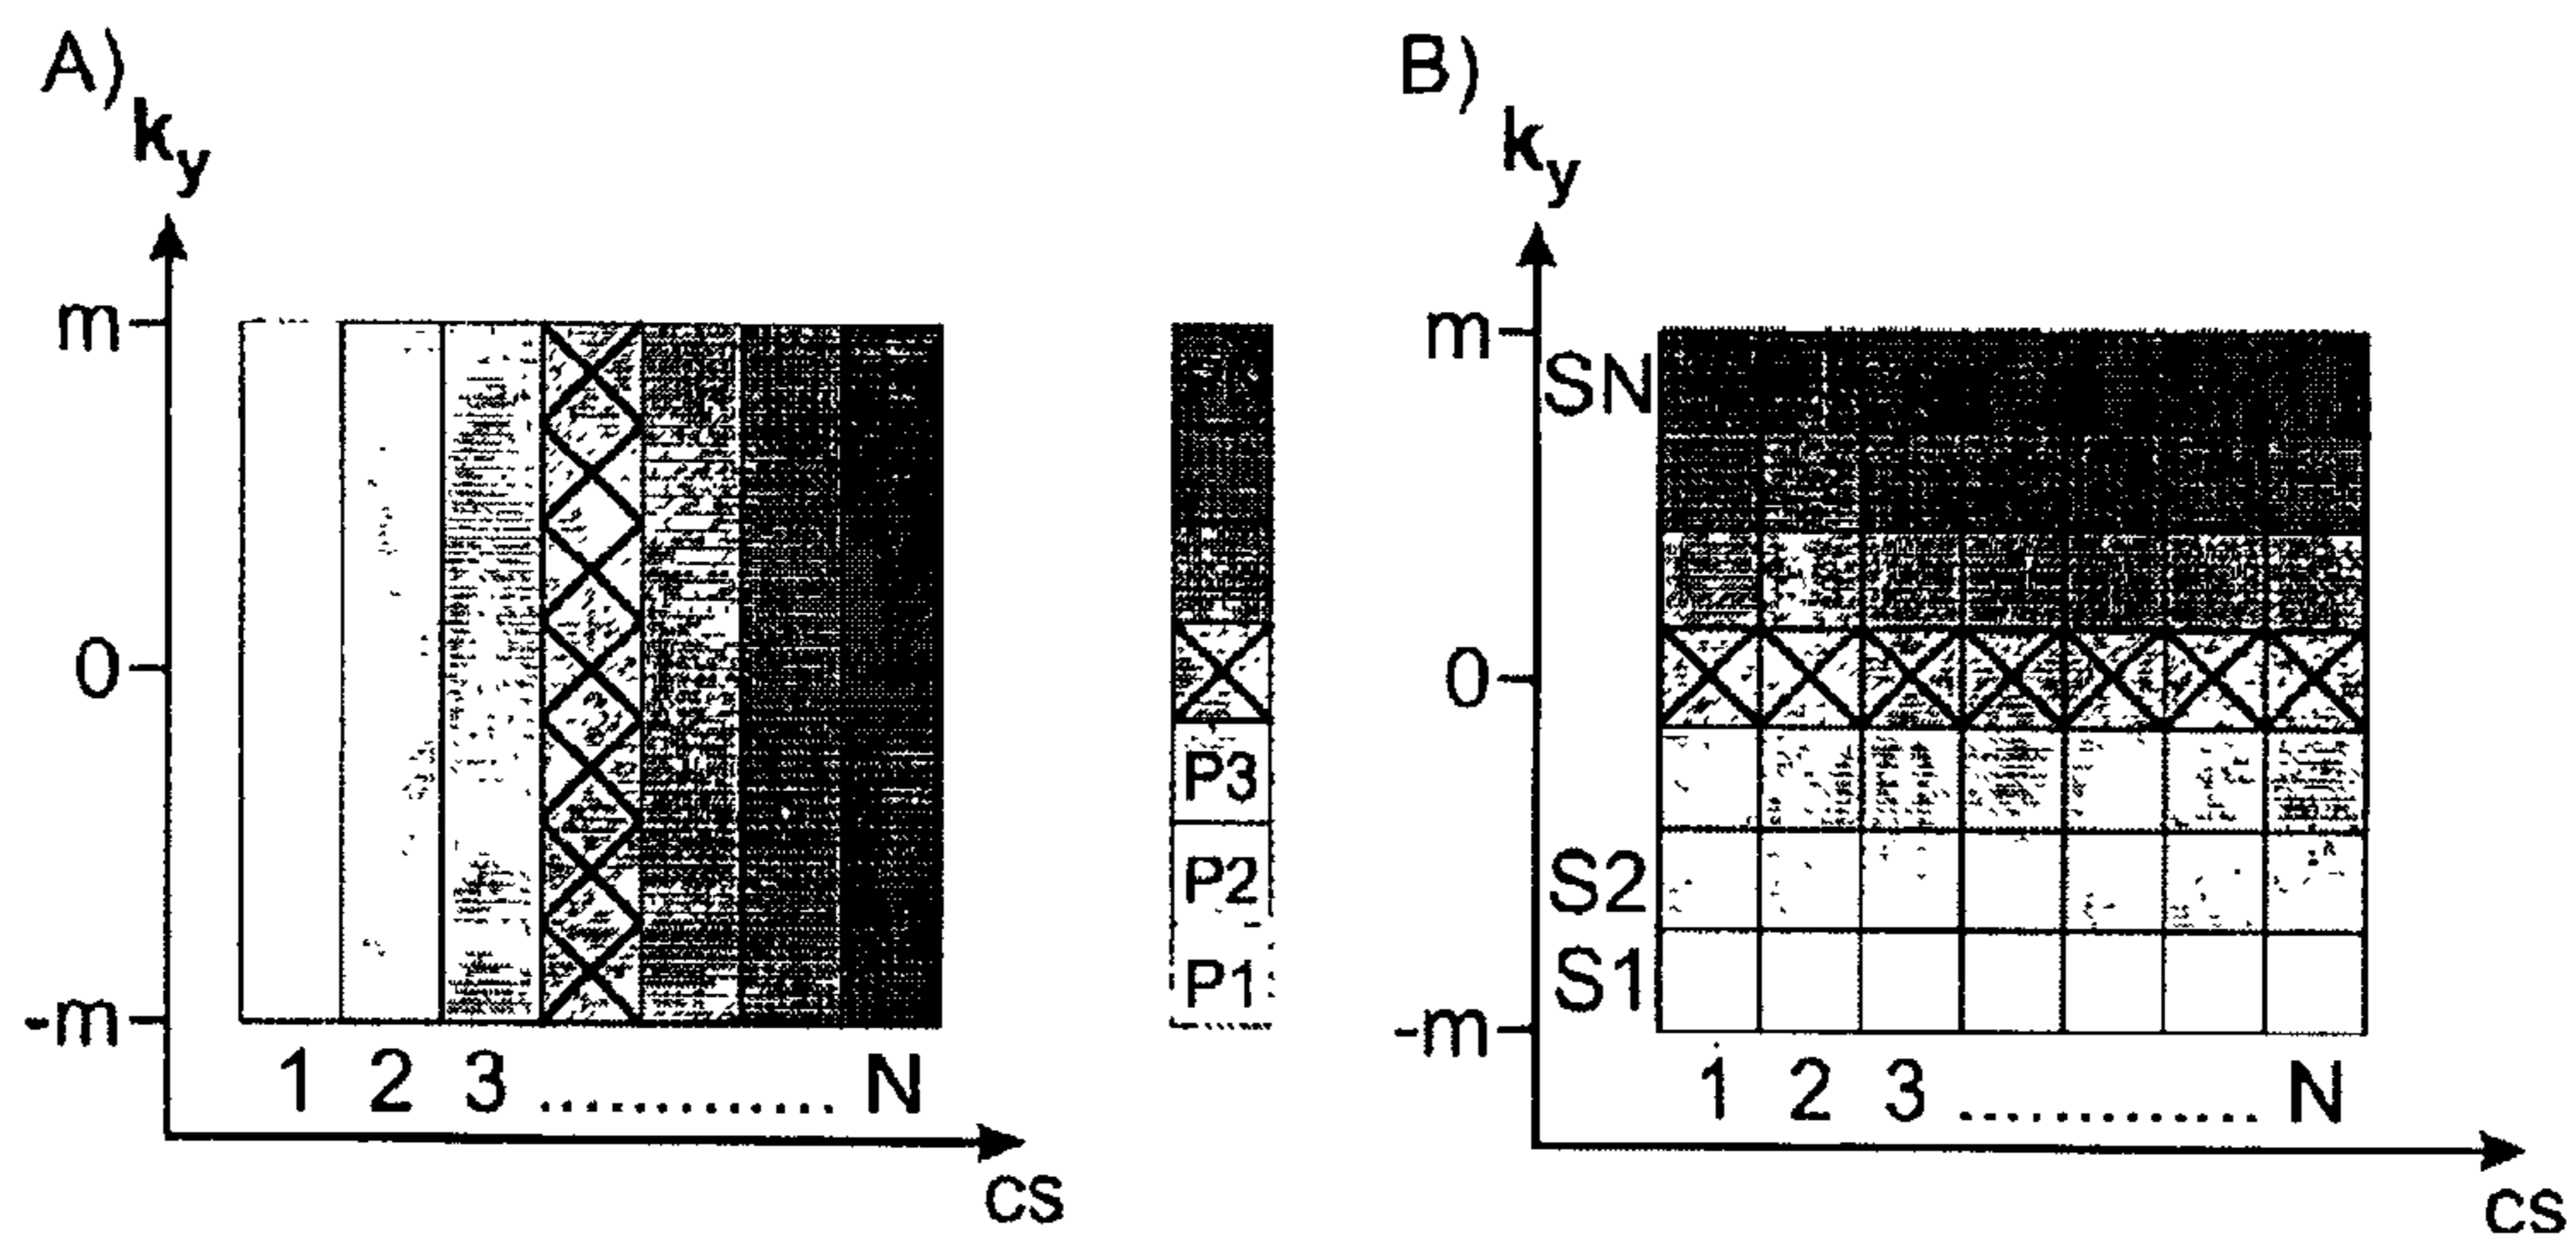 A)
ky
m
0
-m
1 2 3 ............. N
cs
P3
P2
P1
B)
ky
m
SN
0
S2
S1
-m
1 2 3 ............. N
cs